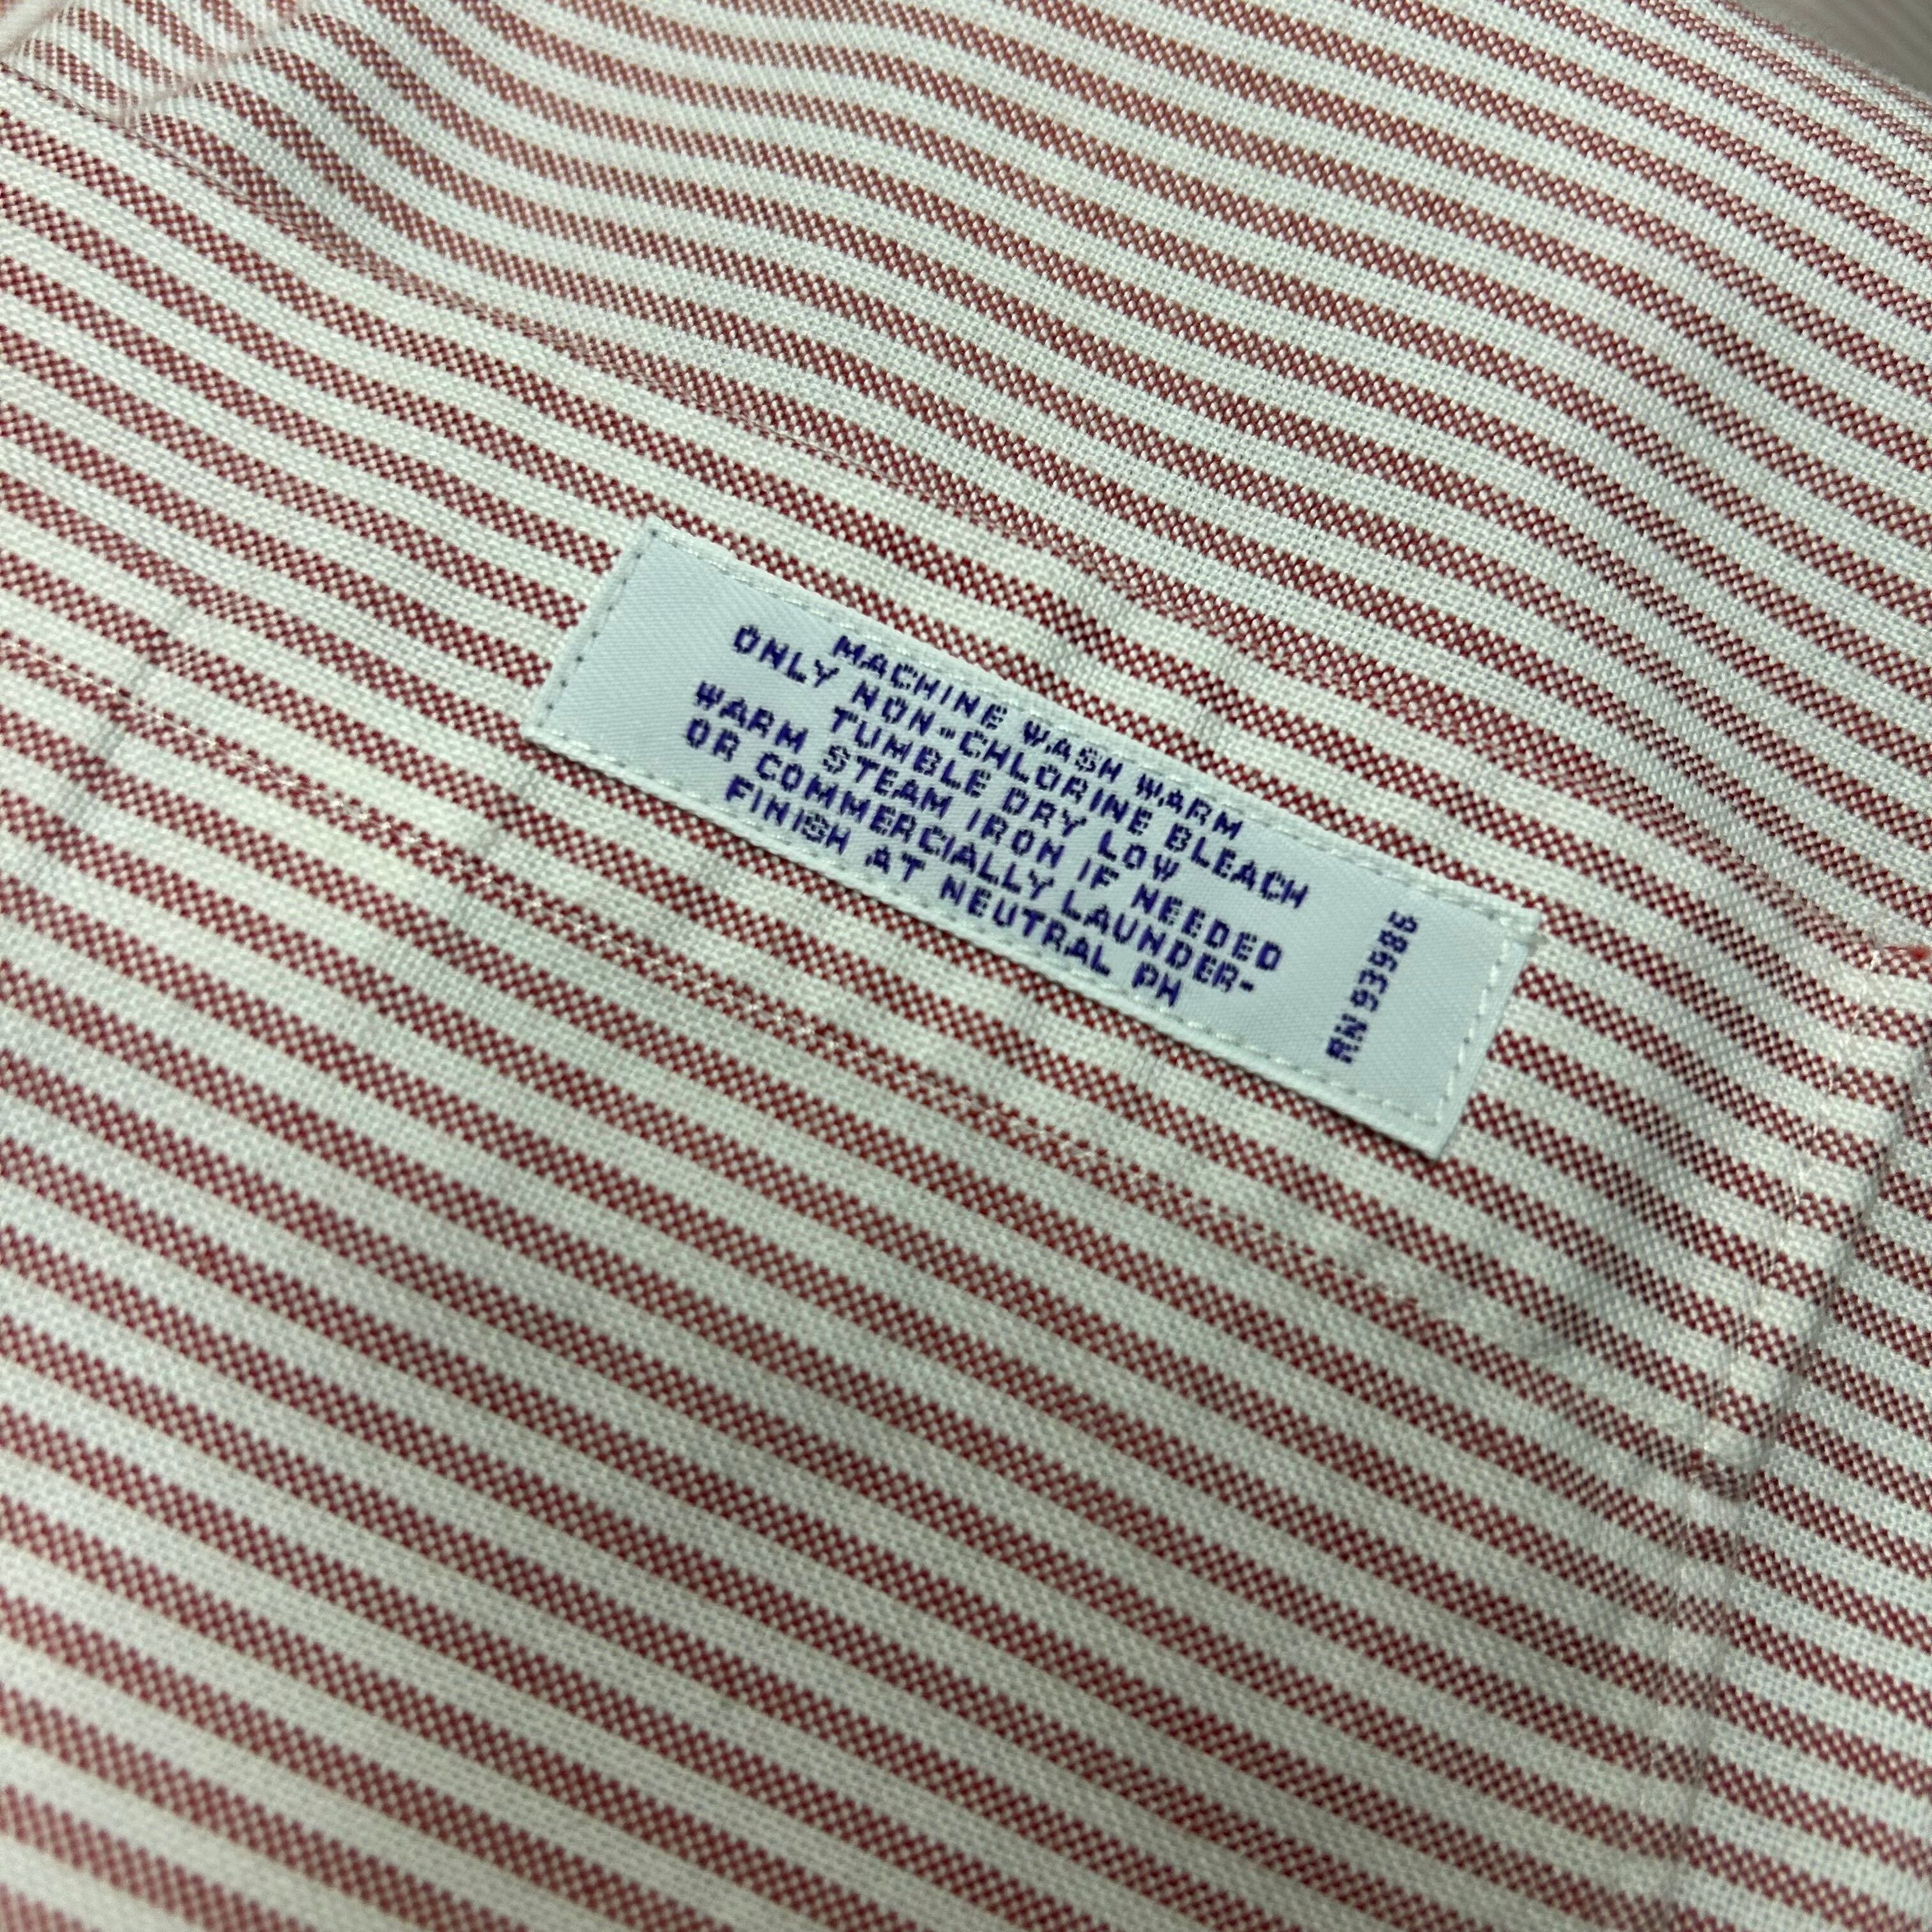 MACHINE WASH WARM
ONLY NON-CHLORINE BLEACH
TUMBLE DRY LOW
WARM STEAM IRON IF NEEDED
OR COMMERCIALLY LAUNDER-
FINISH AT NEUTRAL PH
RN 93986